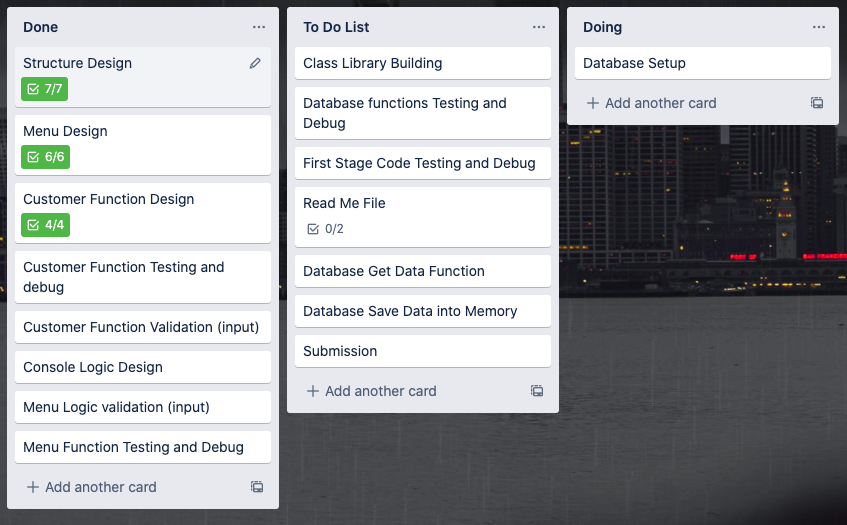 Done
Structure Design
7/7
Menu Design
6/6
Customer Function Design
4/4
Customer Function Testing and
debug
Customer Function Validation (input)
Console Logic Design
Menu Logic validation (input)
Menu Function Testing and Debug
Add another card
To Do List
Class Library Building
Database functions Testing and
Debug
First Stage Code Testing and Debug
Read Me File
0/2
Database Get Data Function
Database Save Data into Memory
Submission
Add another card
Doing
Database Setup
Add another card